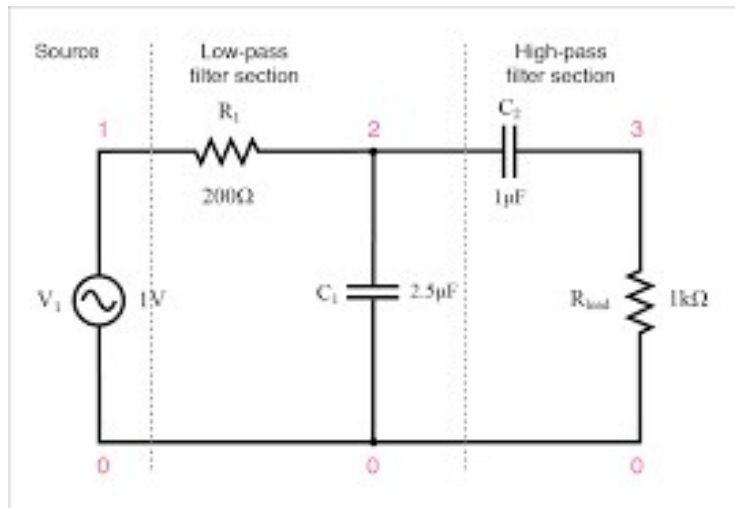 Source
Low-pass
filter section
High-pass
filter section
R₁
C₂
1
2
3
200Ω
1µF
V₁
1V
C₁
2.5µF
Rload
1kΩ
0
0
0